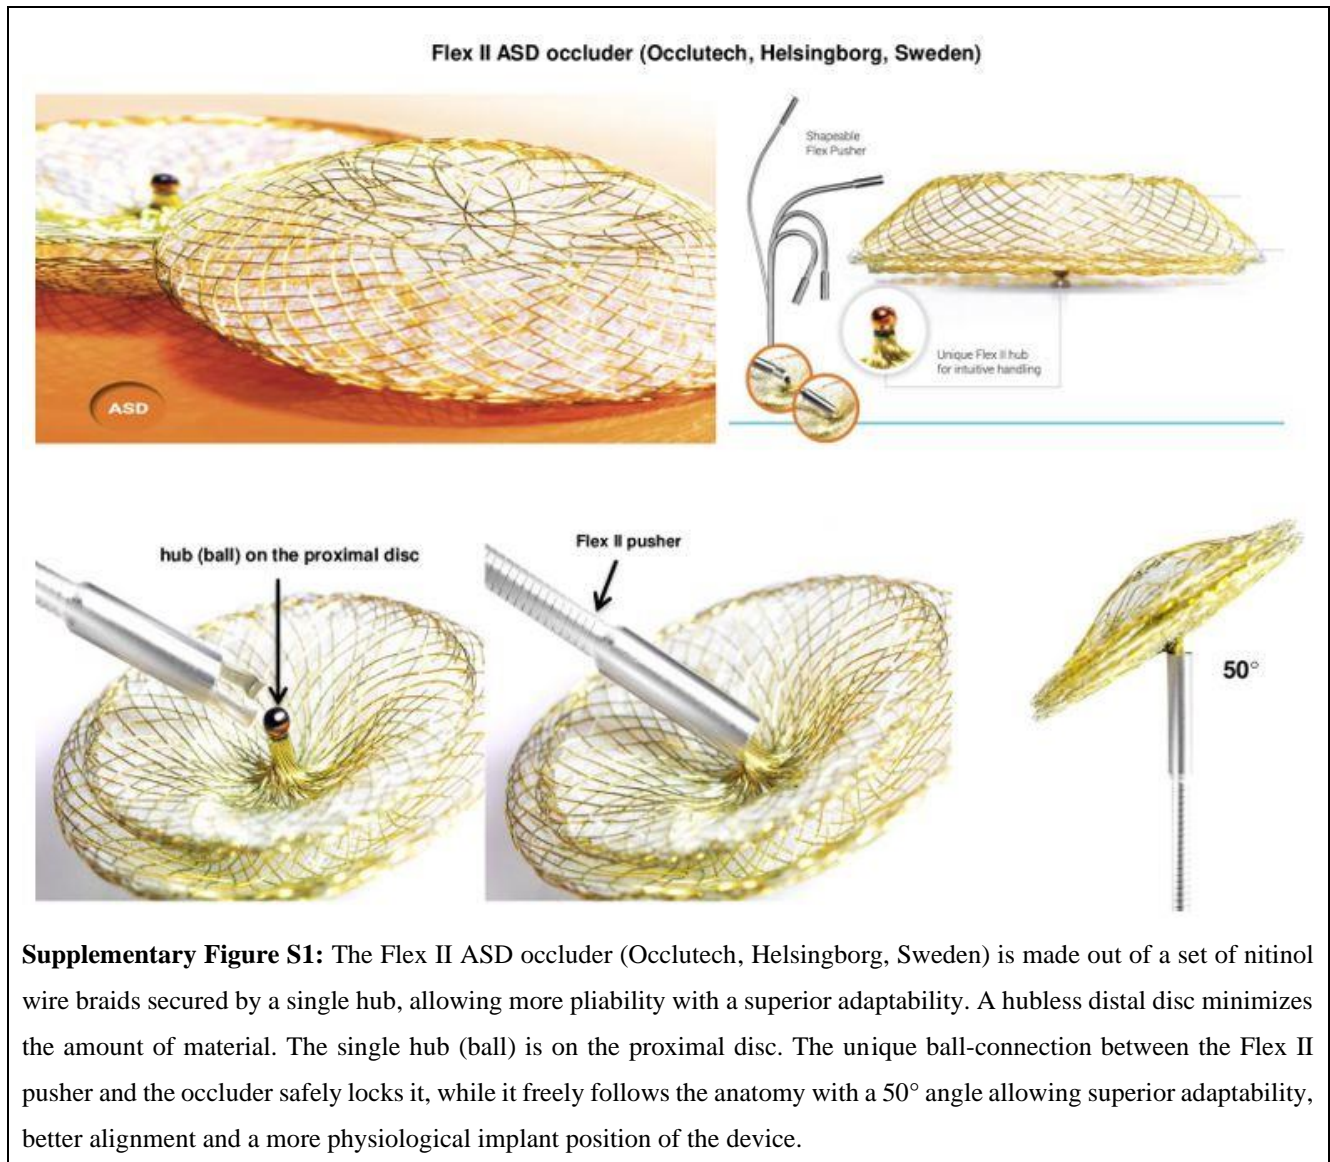 Flex II ASD occluder (Occlutech, Helsingborg, Sweden)
ASD
Shapeable
Flex Pusher
Unique Flex II hub
for intuitive handling
hub (ball) on the proximal disc
Flex II pusher
50°
Supplementary Figure S1: The Flex II ASD occluder (Occlutech, Helsingborg, Sweden) is made out of a set of nitinol
wire braids secured by a single hub, allowing more pliability with a superior adaptability. A hubless distal disc minimizes
the amount of material. The single hub (ball) is on the proximal disc. The unique ball-connection between the Flex II
pusher and the occluder safely locks it, while it freely follows the anatomy with a 50° angle allowing superior adaptability,
better alignment and a more physiological implant position of the device.